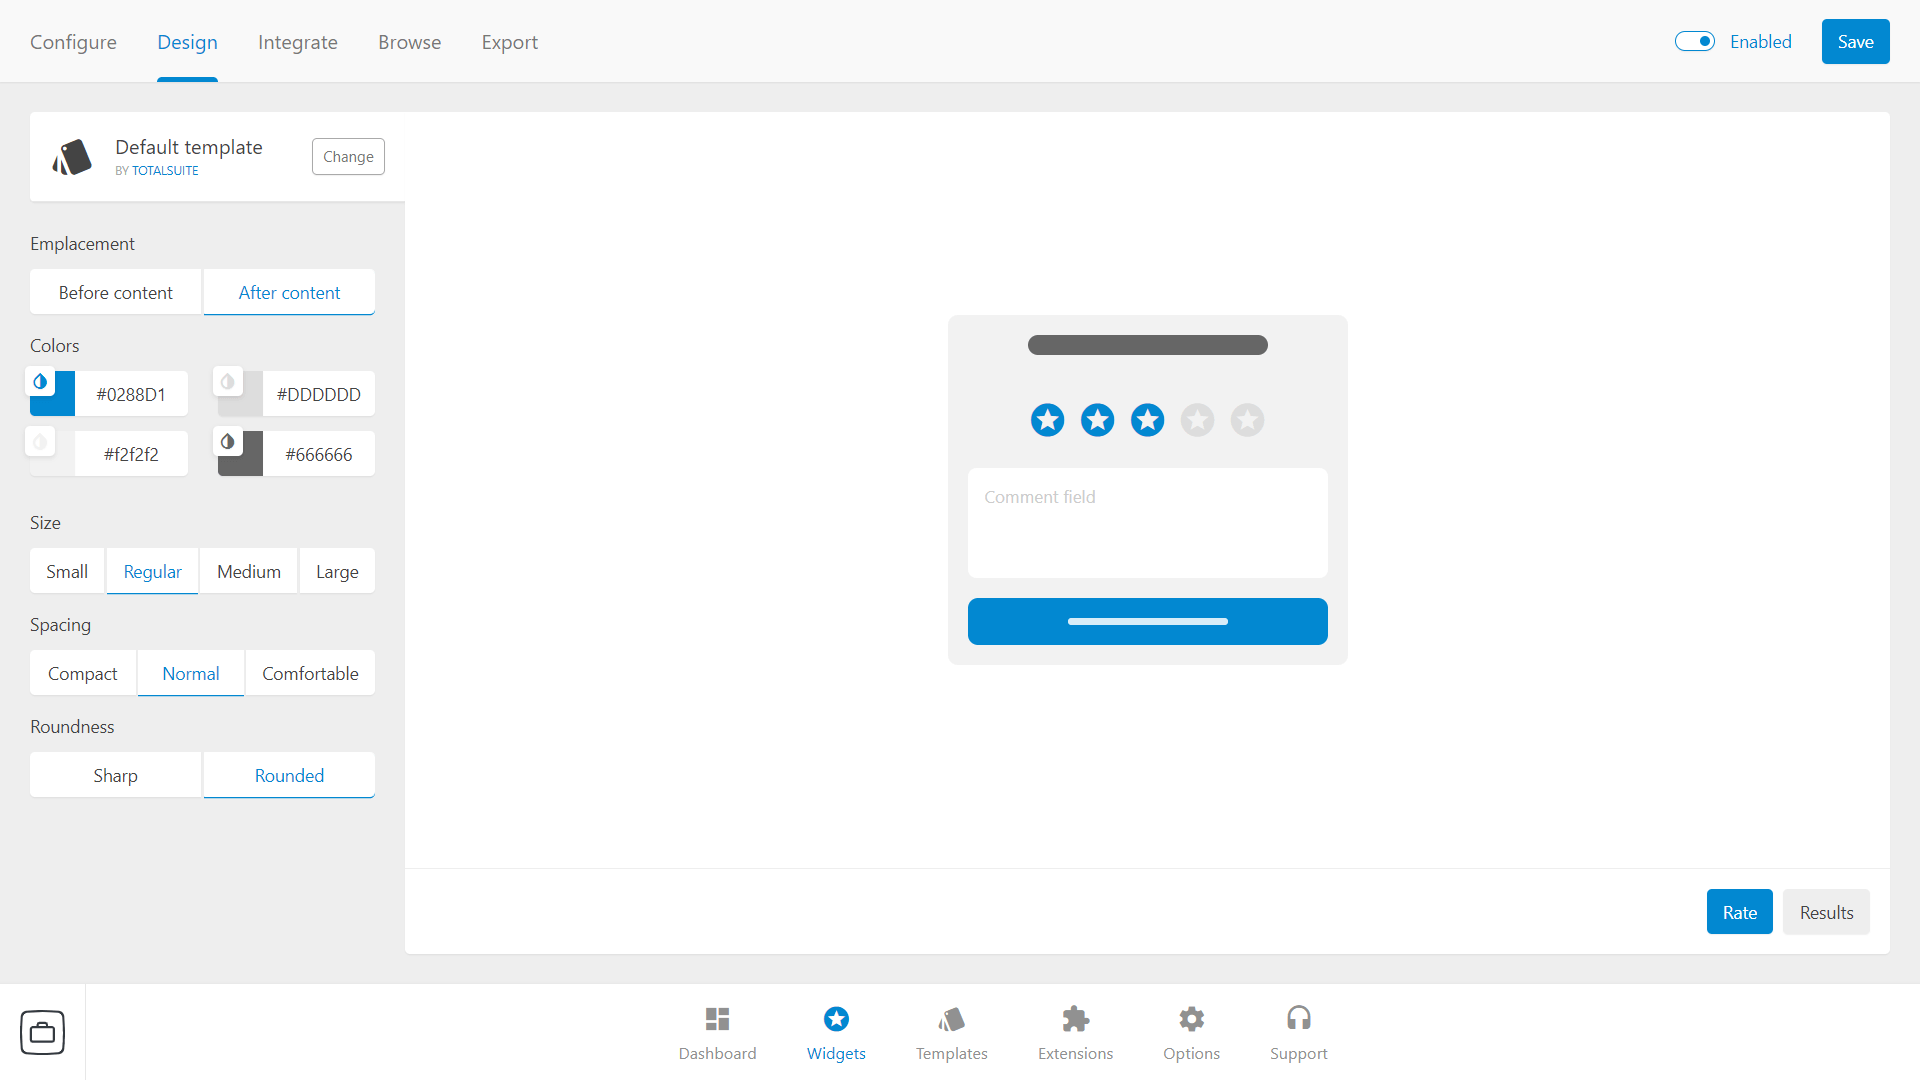 Configure Design Integrate Browse Export Enabled Save
Default template
BY TOTALSUITE
Change
Emplacement
Before content After content
Colors
#0288D1 #DDDDDD
#f2f2f2 #666666
Size
Small Regular Medium Large
Spacing
Compact Normal Comfortable
Roundness
Sharp Rounded
Comment field
Rate Results
Dashboard Widgets Templates Extensions Options Support